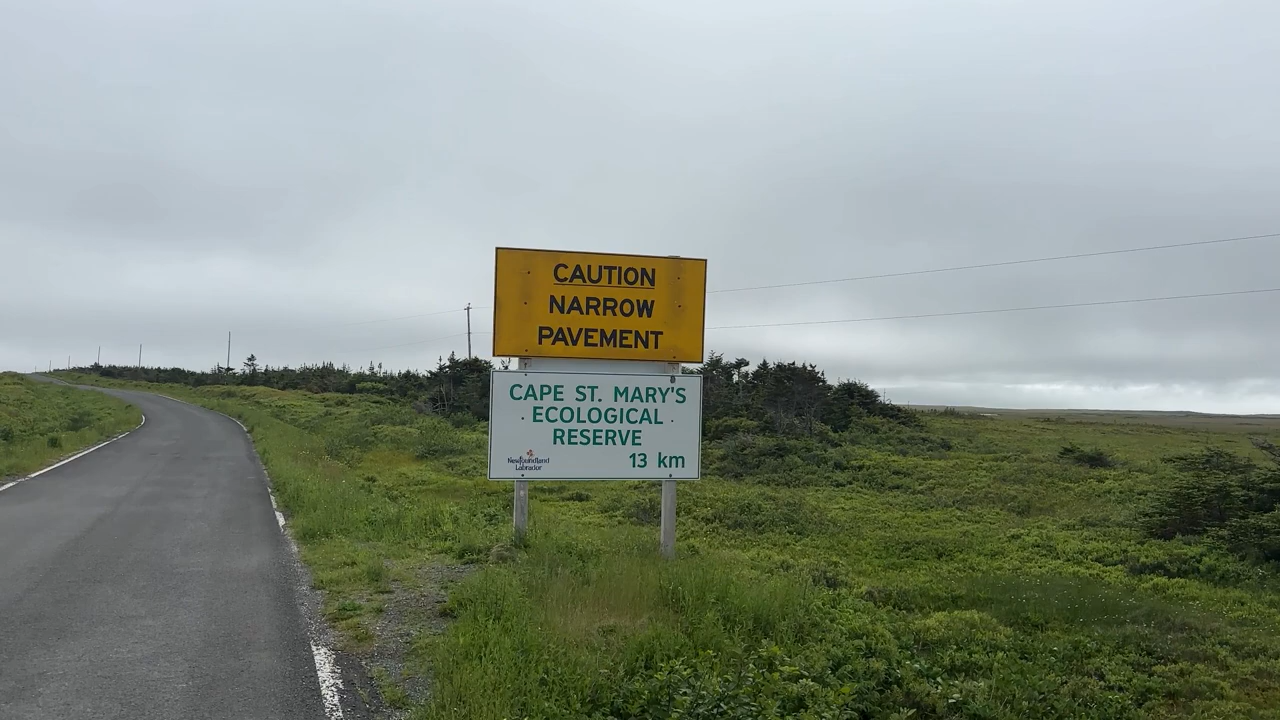 CAUTION
NARROW
PAVEMENT
CAPE ST. MARY'S
ECOLOGICAL
RESERVE
13 km
Newfoundland
Labrador